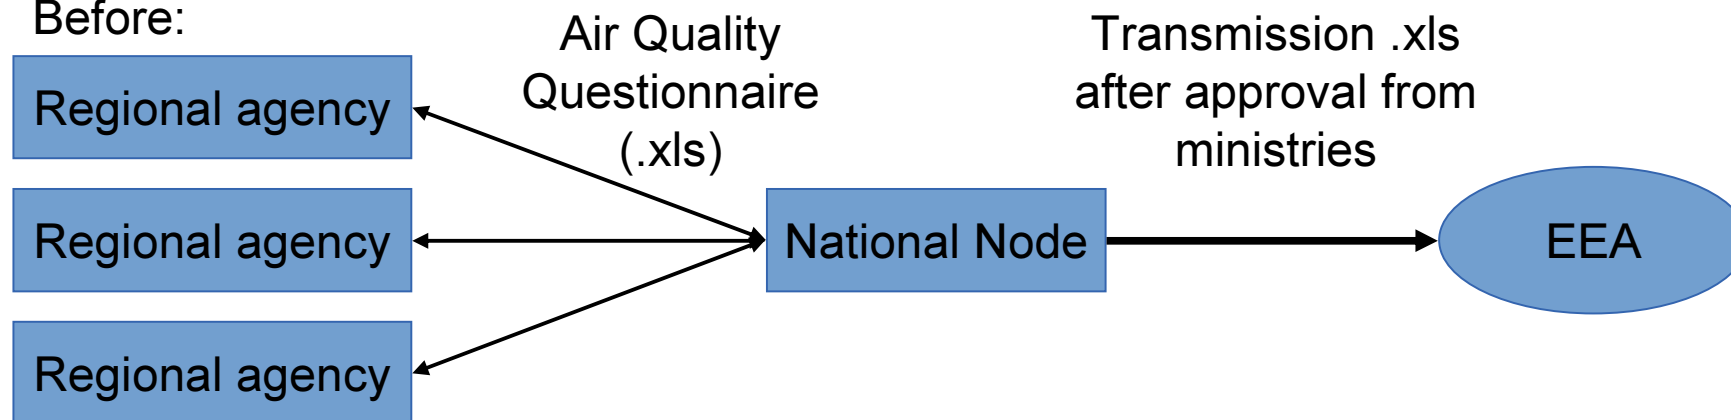 Before:
Air Quality
Questionnaire
(.xls)
Transmission .xls
after approval from
ministries
Regional agency
Regional agency
Regional agency
National Node
EEA